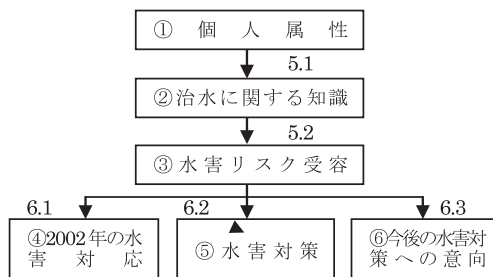 ①個人属性
5.1
②治水に関する知識
5.2
③水害リスク受容
6.1 6.2 6.3
④2002年の水
害対応
⑤水害対策
⑥今後の水害対
策への意向